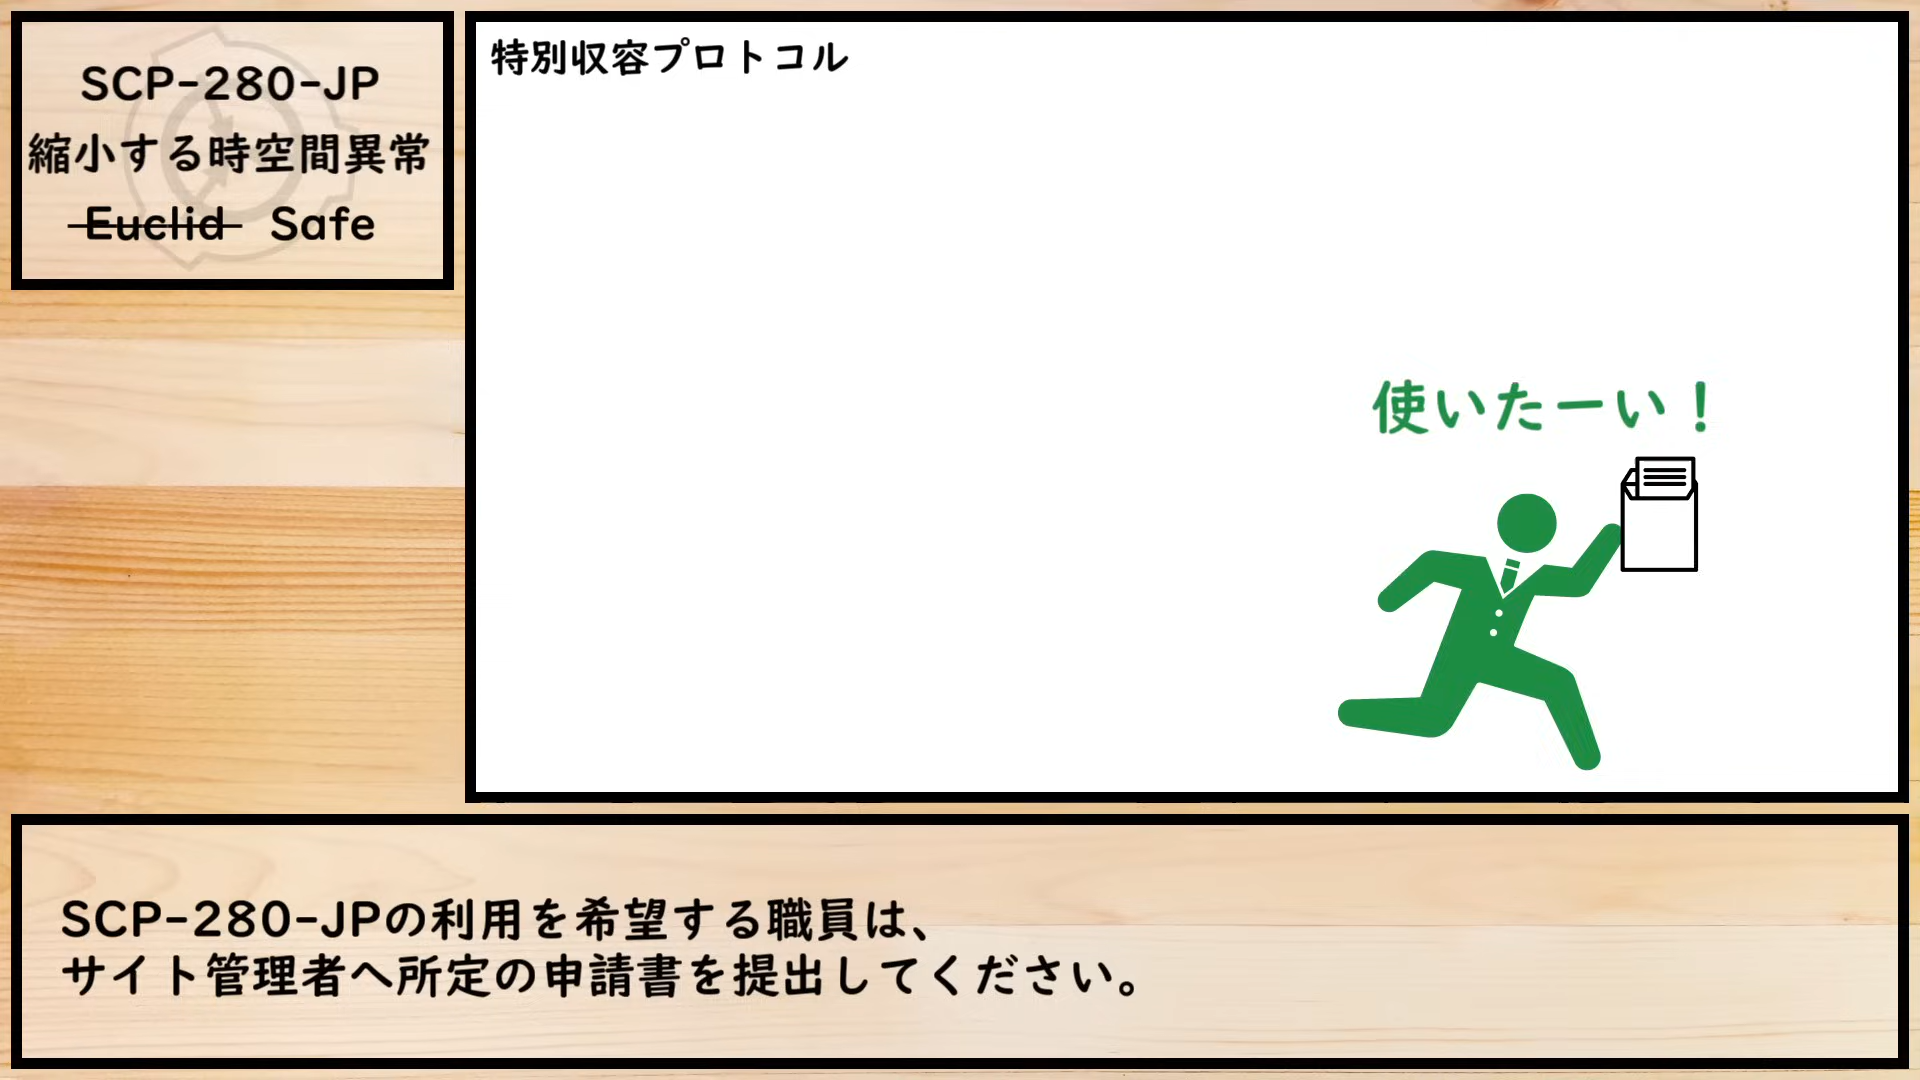 SCP-280-JP
縮小する時空間異常
Euclid Safe
特別収容プロトコル
使いたーい！
SCP-280-JPの利用を希望する職員は、
サイト管理者へ所定の申請書を提出してください。